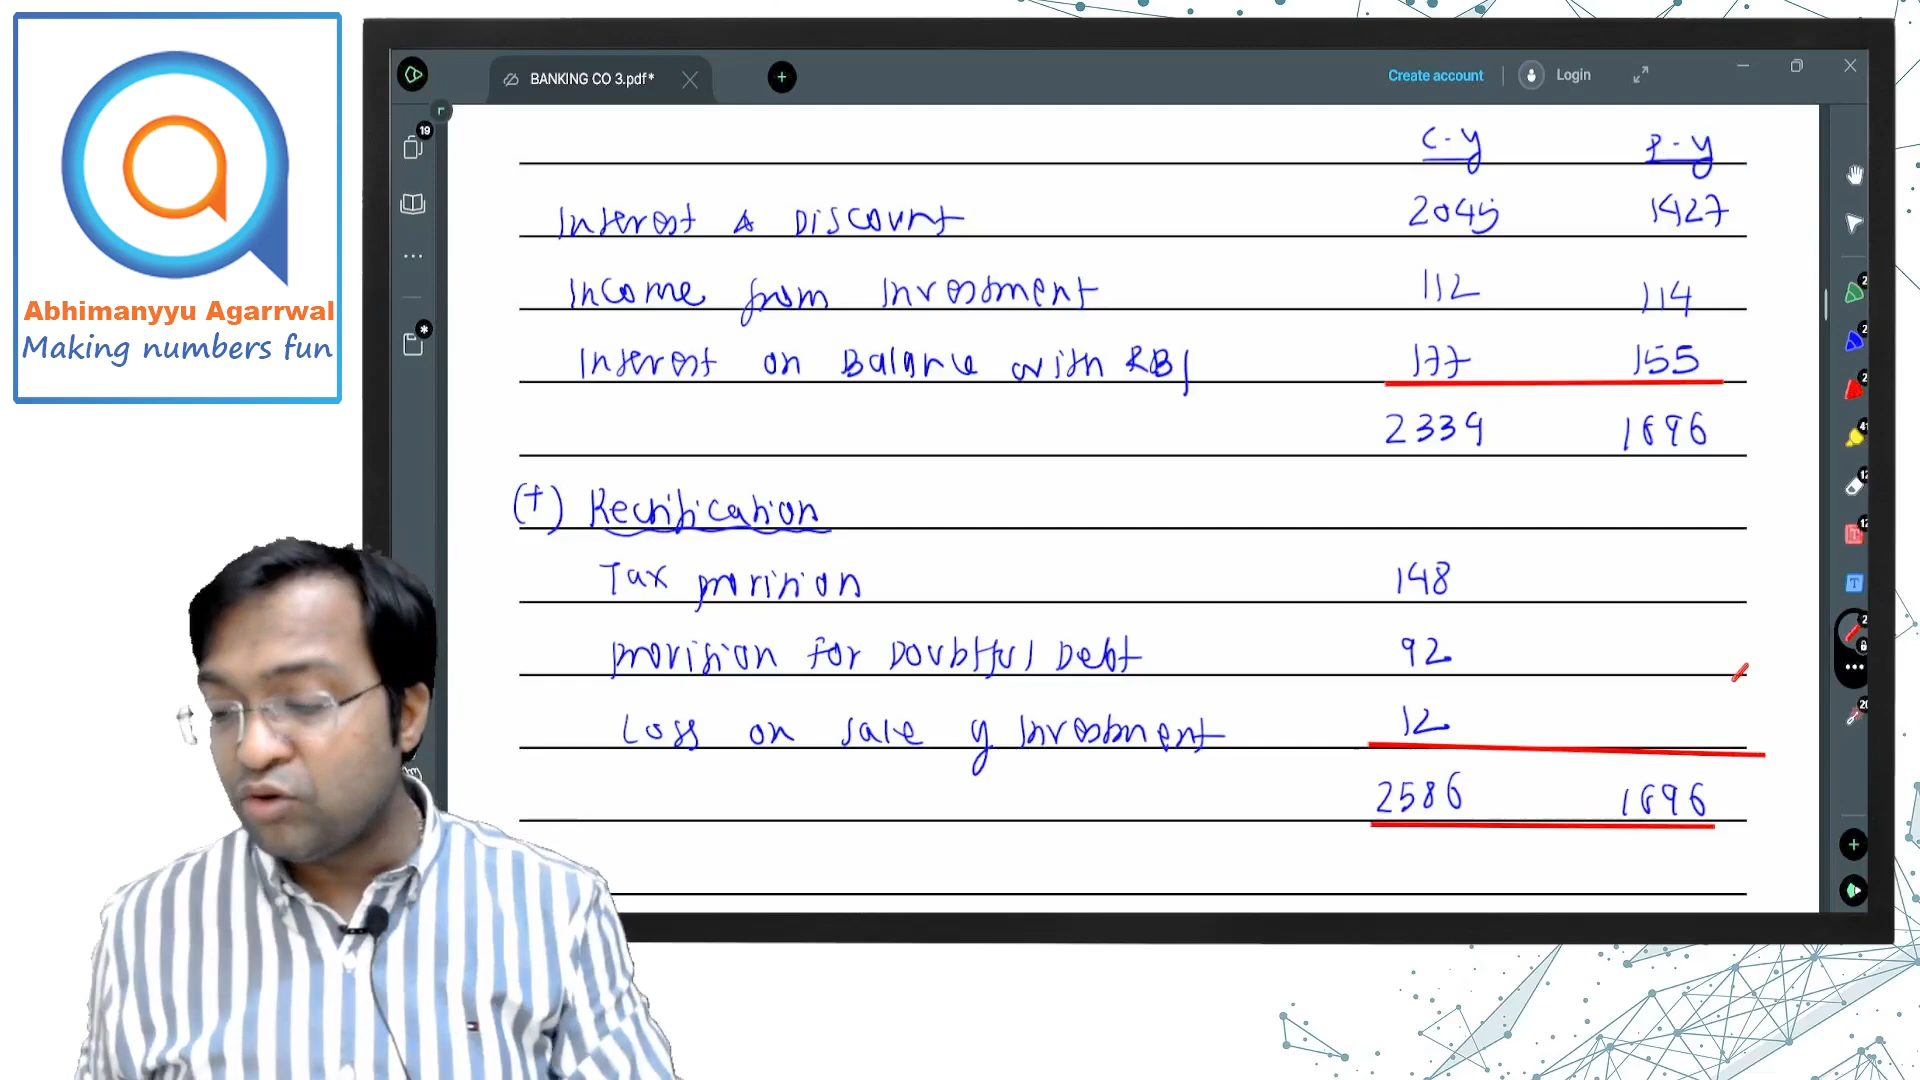 BANKING CO 3.pdf*
Create account
Login
19
Abhimanyyu Agarrwal
Making numbers fun
C-y P-y
Interest & Discount 2045 1427
Income from Investment 112 114
Interest on Balance with RBI 177 155
2334 1696
(+) Rectification
Tax provision 148
provision for Doubtful Debt 92
Loss on sale of Investment 12
2586 1696